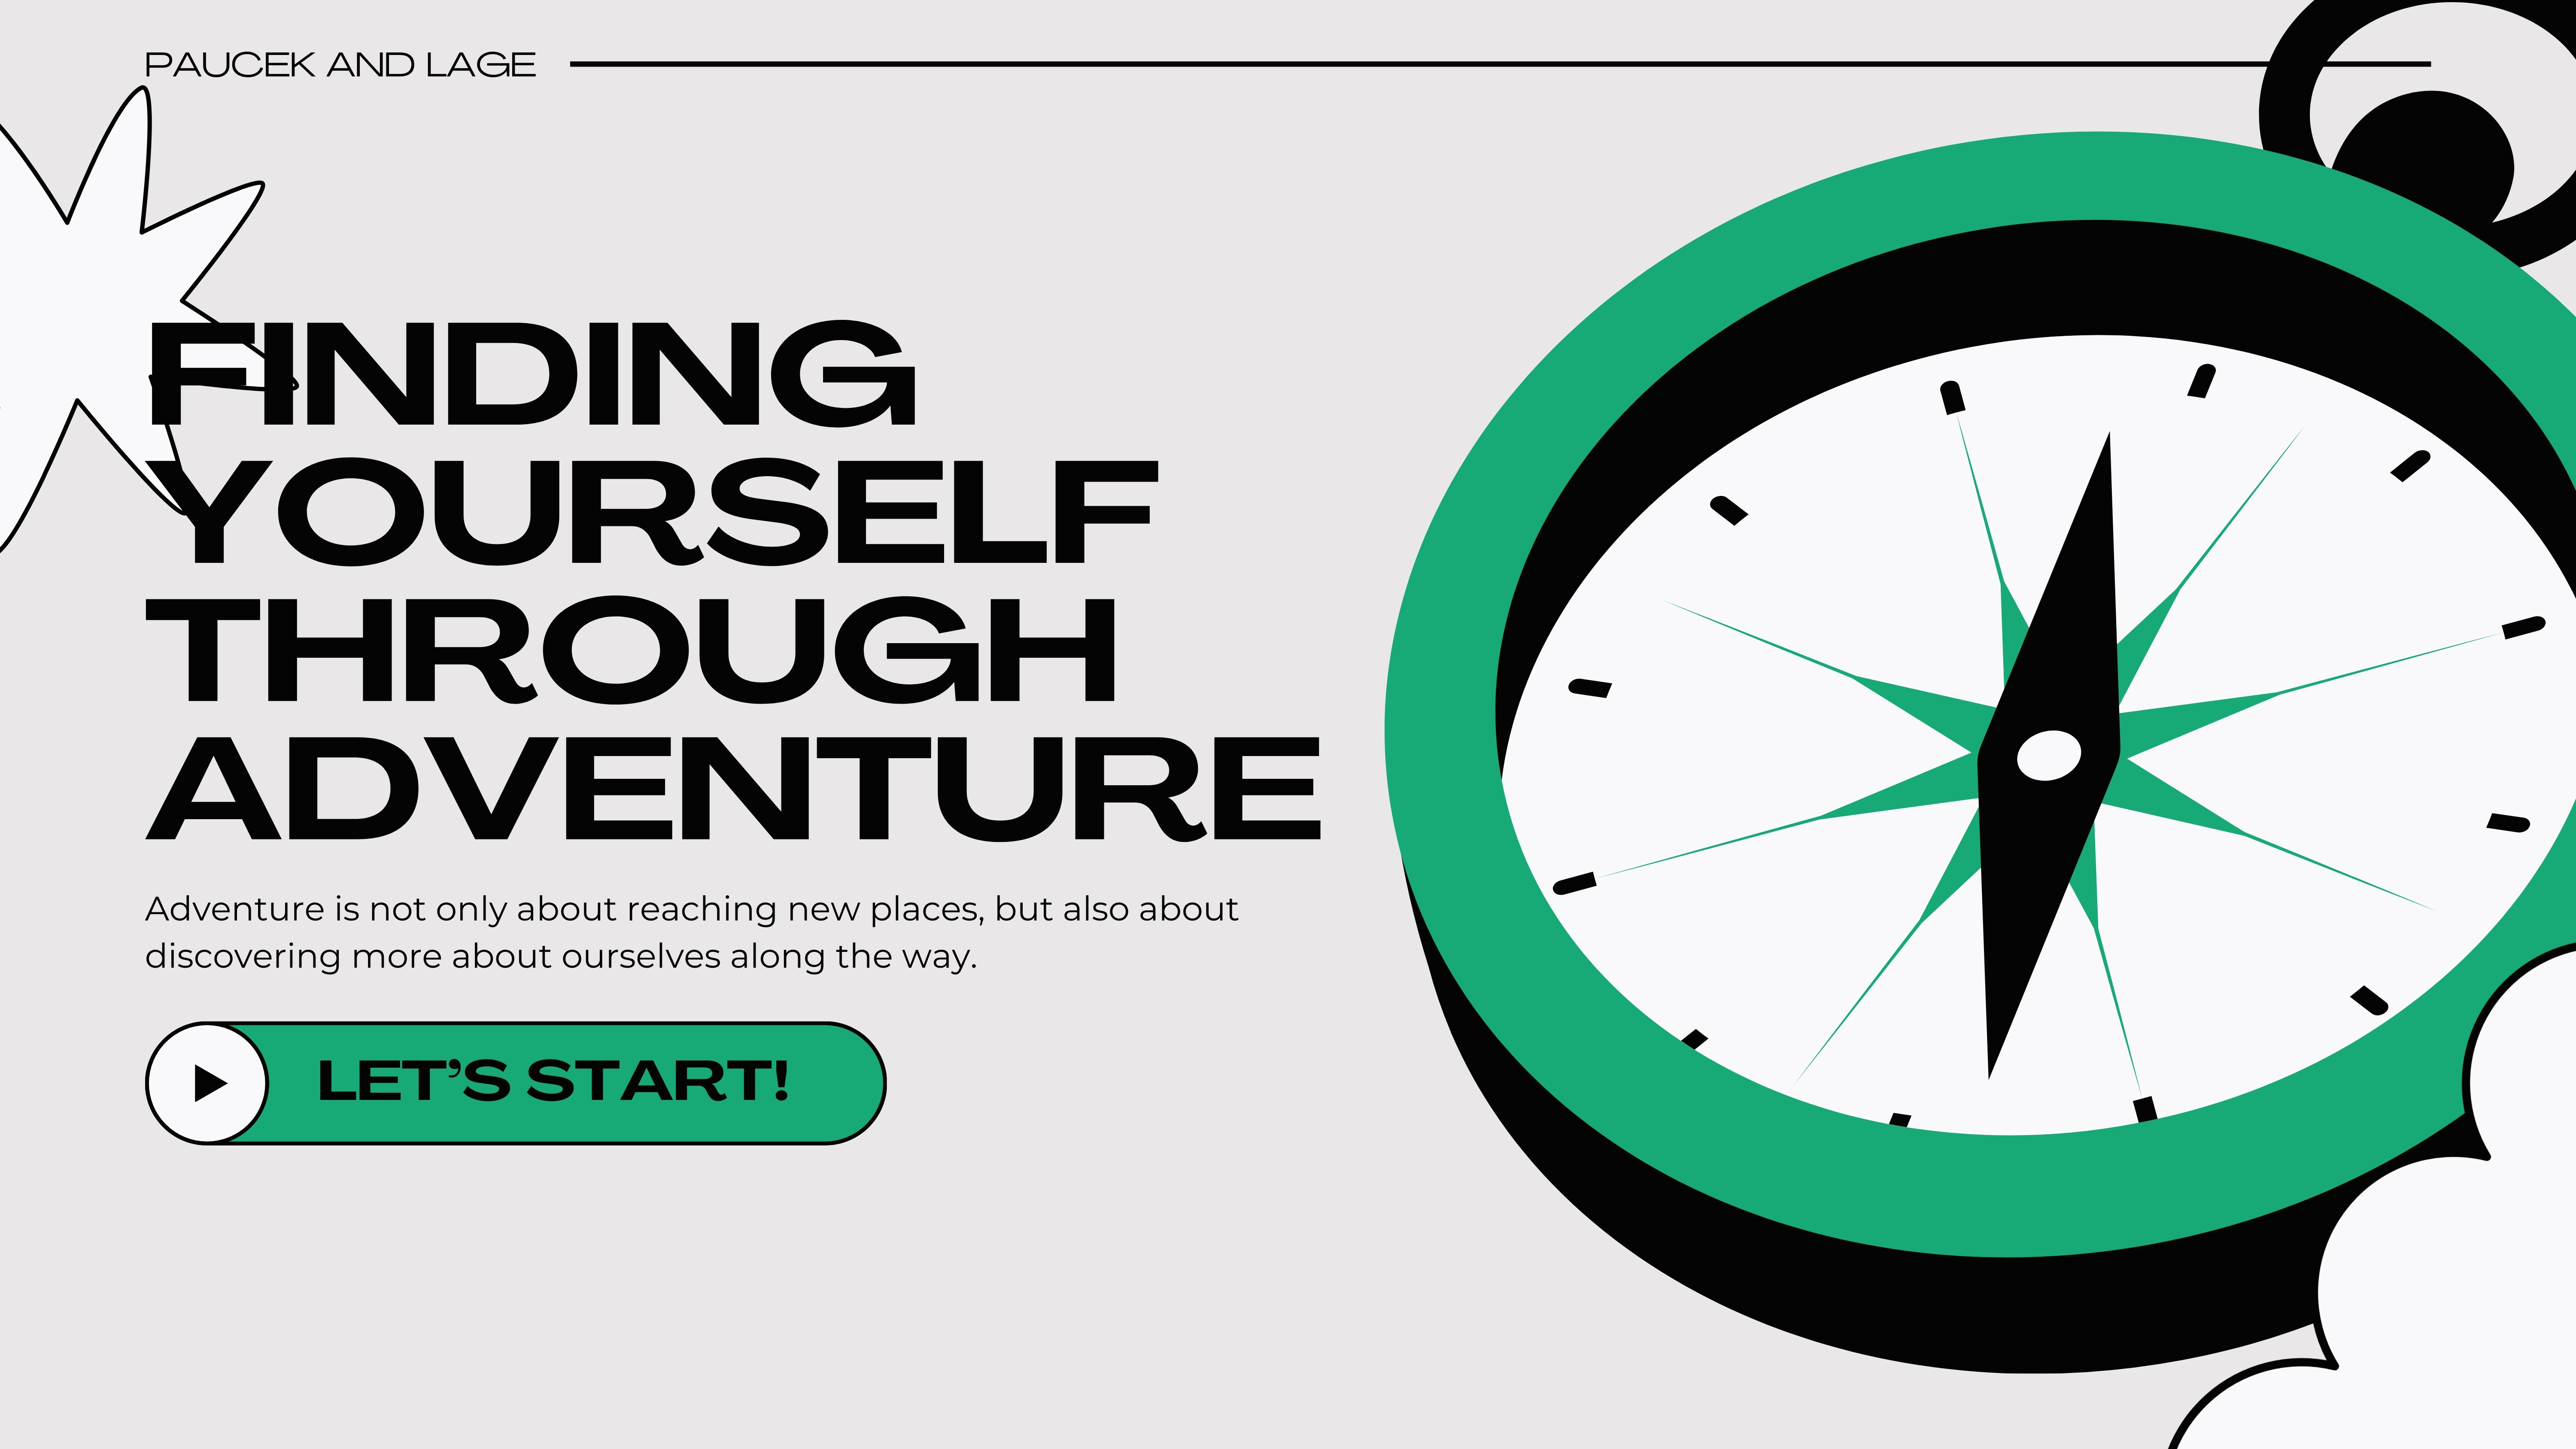 PAUCEK AND LAGE
FINDING
YOURSELF
THROUGH
ADVENTURE
Adventure is not only about reaching new places, but also about
discovering more about ourselves along the way.
LET’S START!